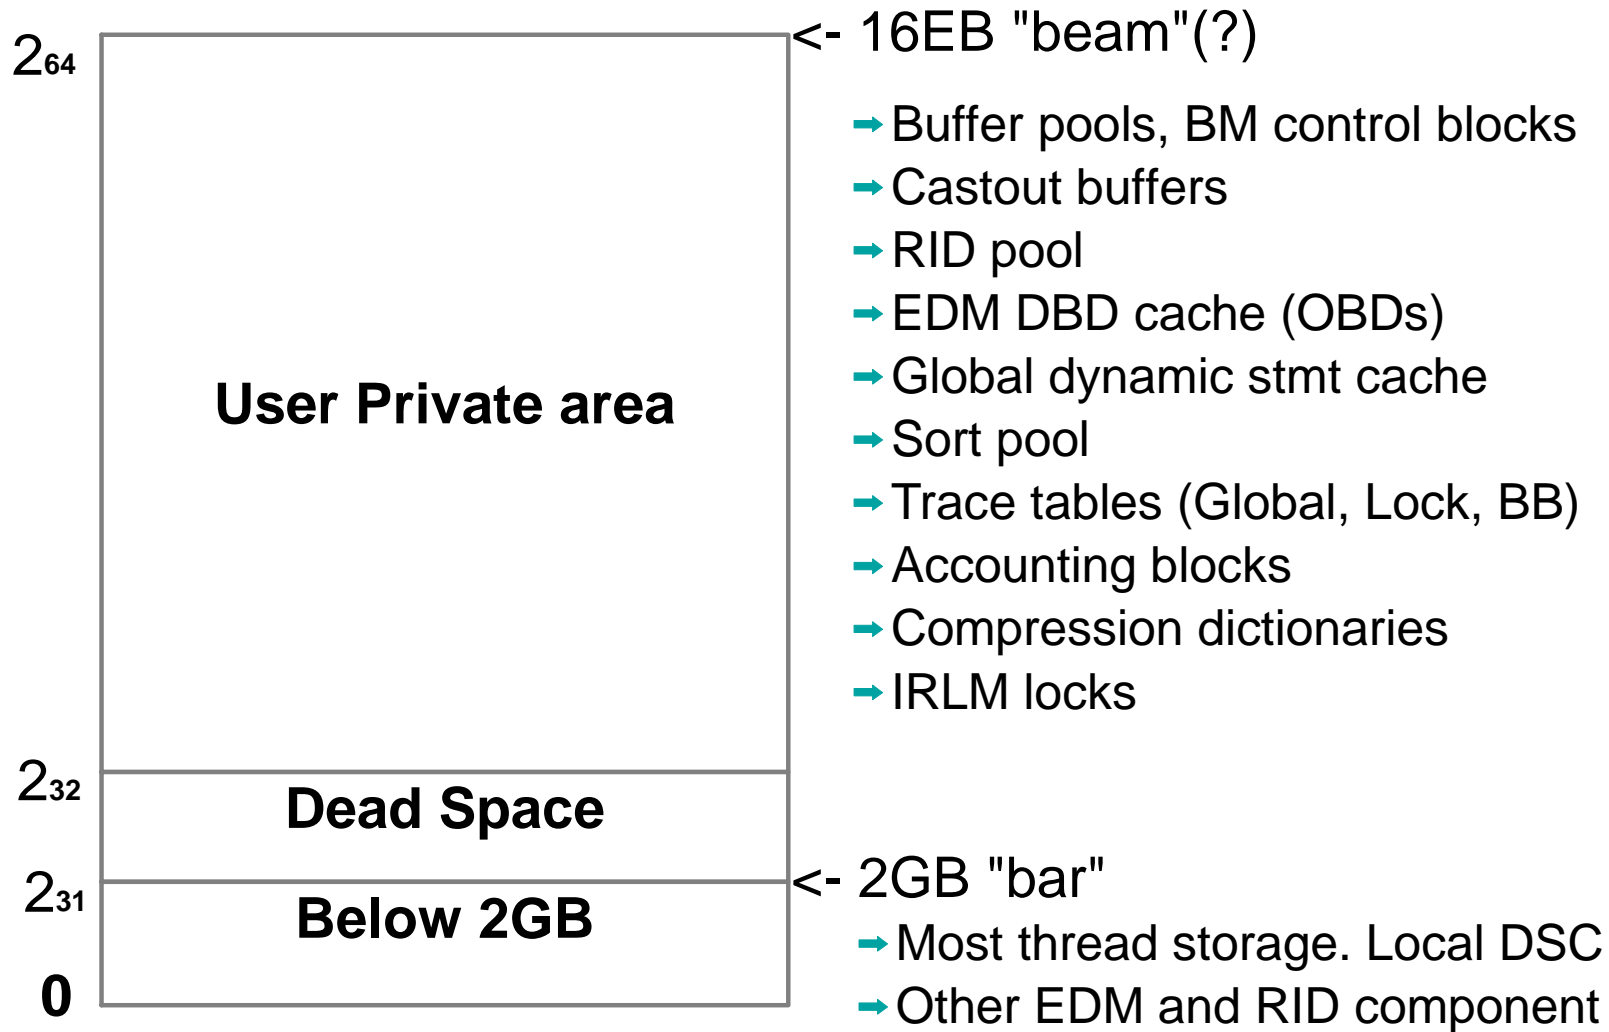 264
<- 16EB "beam"(?)
Buffer pools, BM control blocks
Castout buffers
RID pool
EDM DBD cache (OBDs)
Global dynamic stmt cache
Sort pool
Trace tables (Global, Lock, BB)
Accounting blocks
Compression dictionaries
IRLM locks
User Private area
232
Dead Space
231
<- 2GB "bar"
Below 2GB
Most thread storage. Local DSC
Other EDM and RID component
0